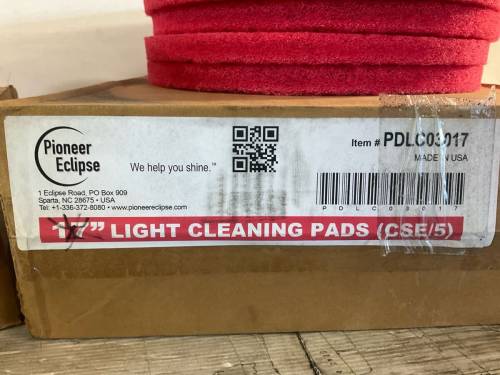 Pioneer
Eclipse
We help you shine.™
1 Eclipse Road, PO Box 909
Sparta, NC 28675 • USA
Tel: +1-336-372-8080 • www.pioneereclipse.com
Item # PDLC03017
MADE IN USA
PDLC03017
17" LIGHT CLEANING PADS (CSE/5)